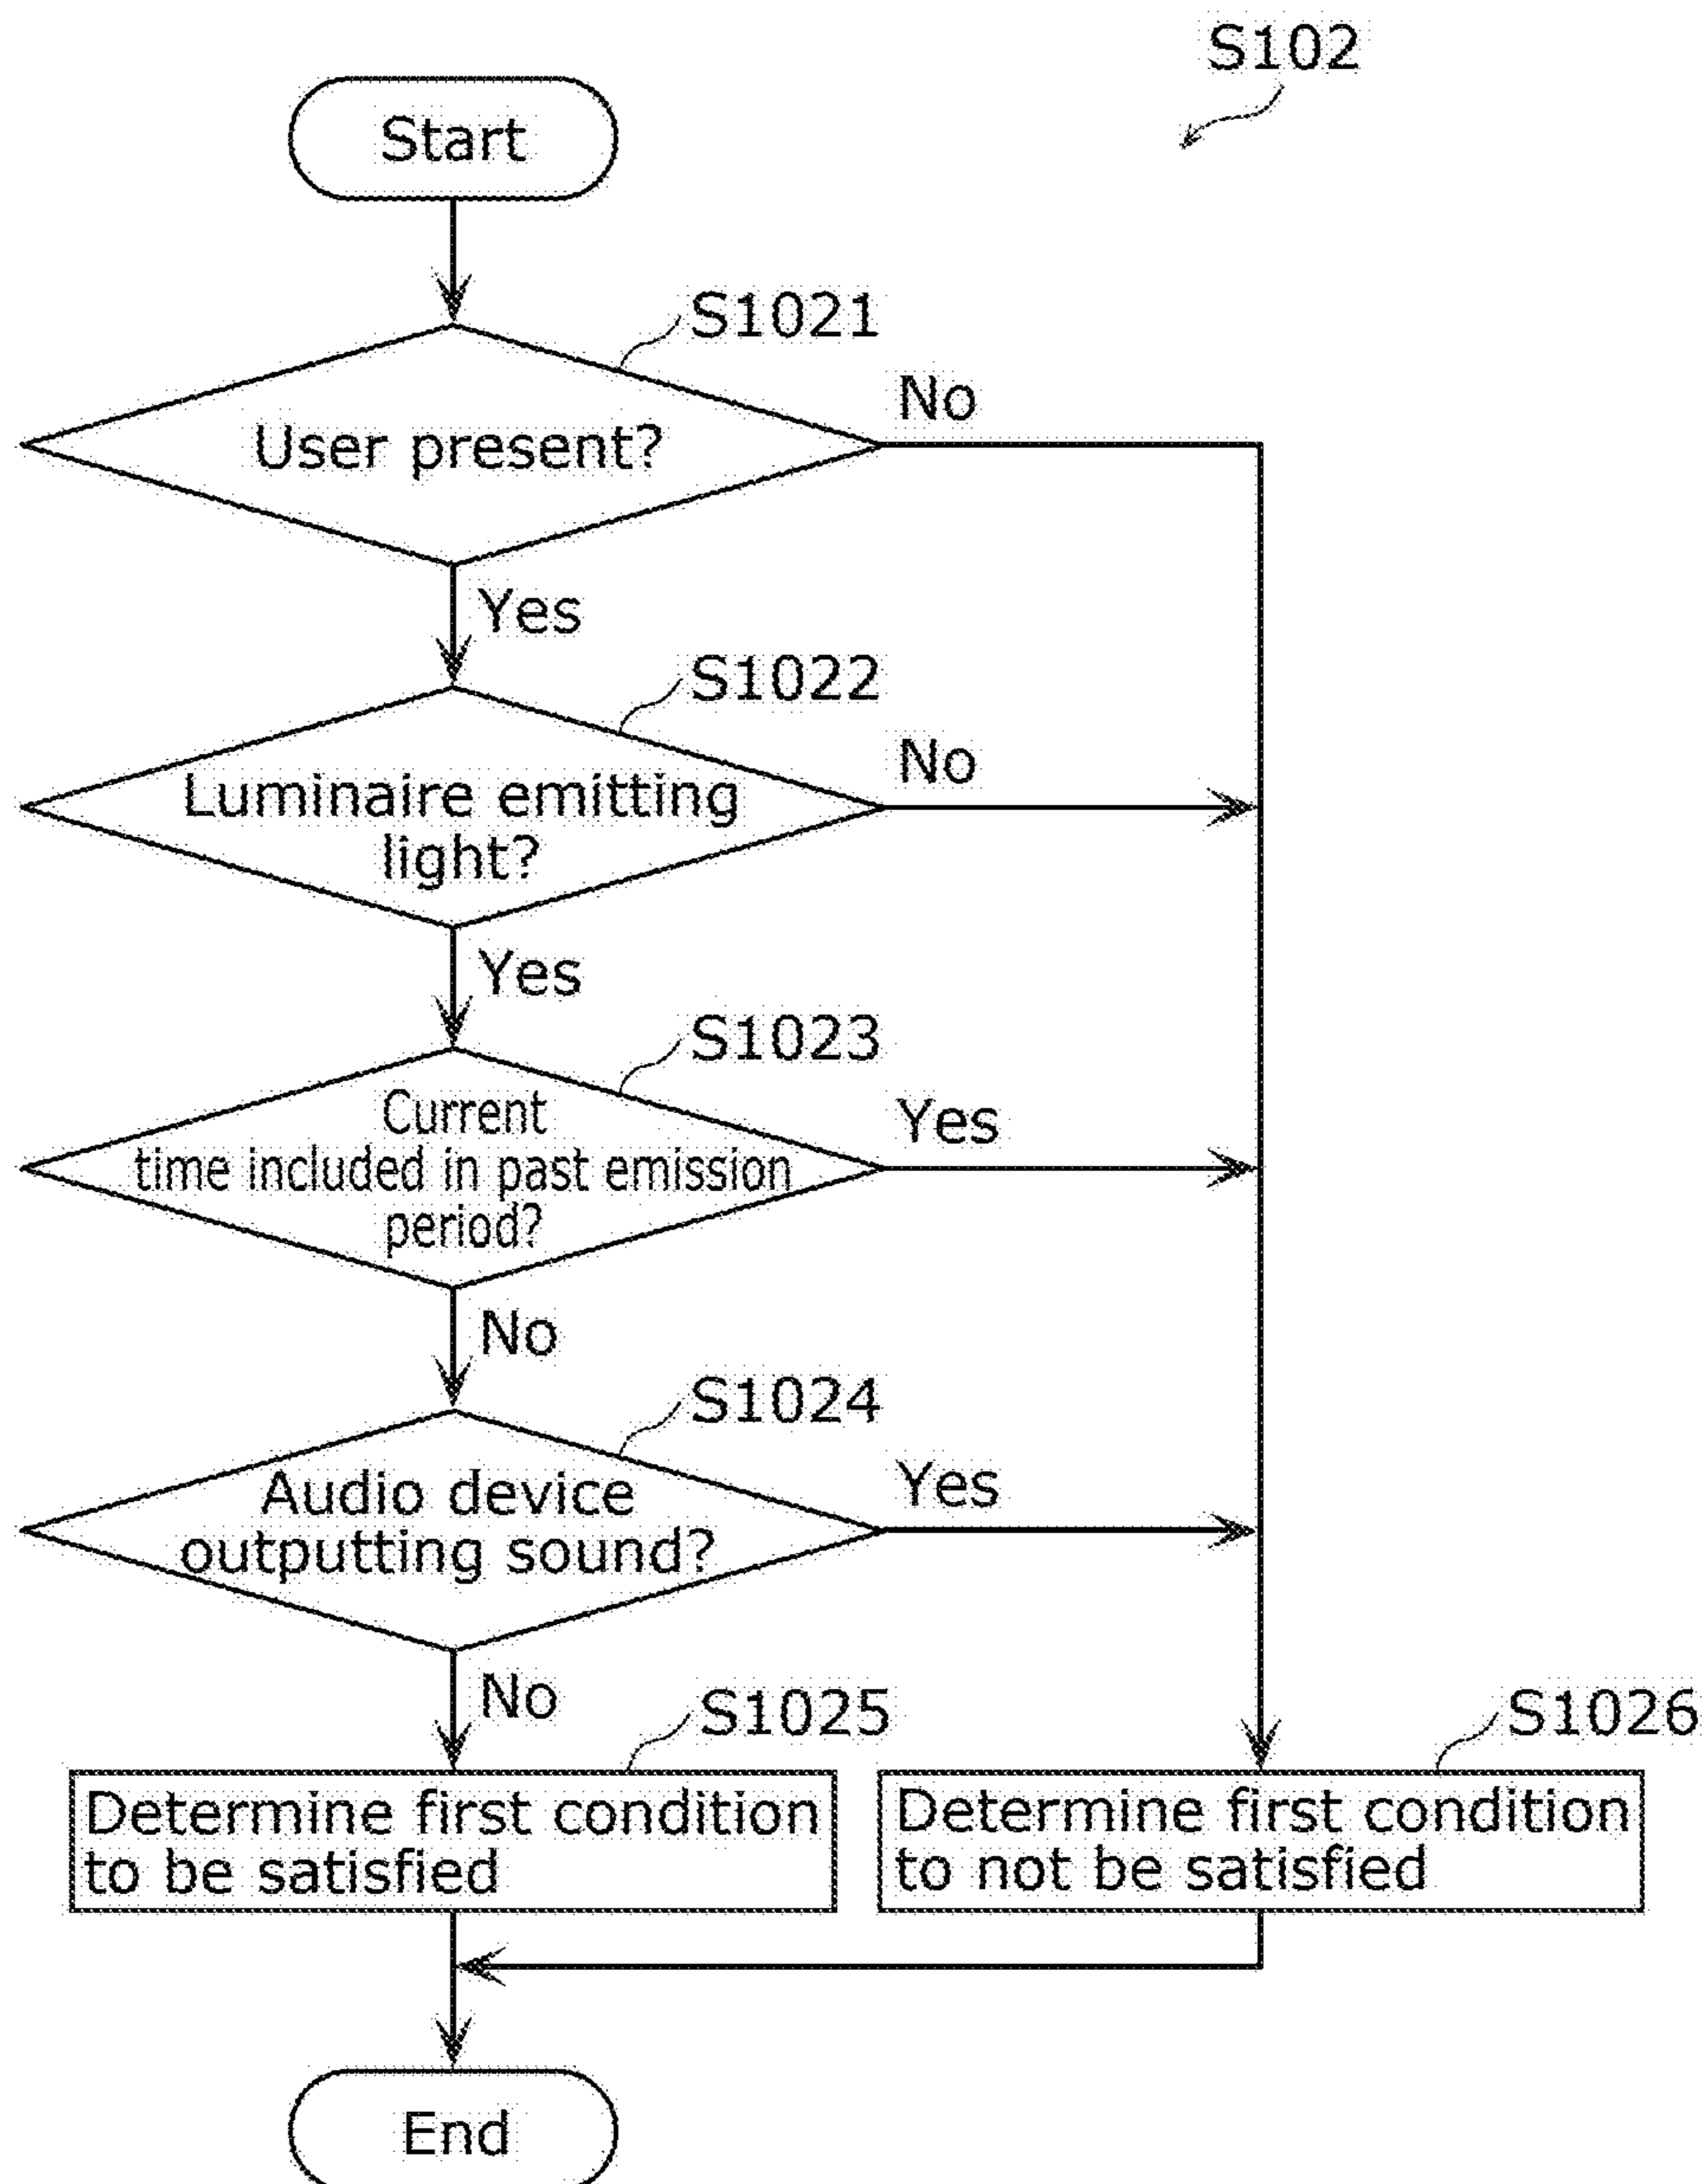 S102
Start
S1021
User present?
No
Yes
S1022
Luminaire emitting
light?
No
Yes
S1023
Current
time included in past emission
period?
Yes
No
S1024
Audio device
outputting sound?
Yes
No
S1025
Determine first condition
to be satisfied
S1026
Determine first condition
to not be satisfied
End